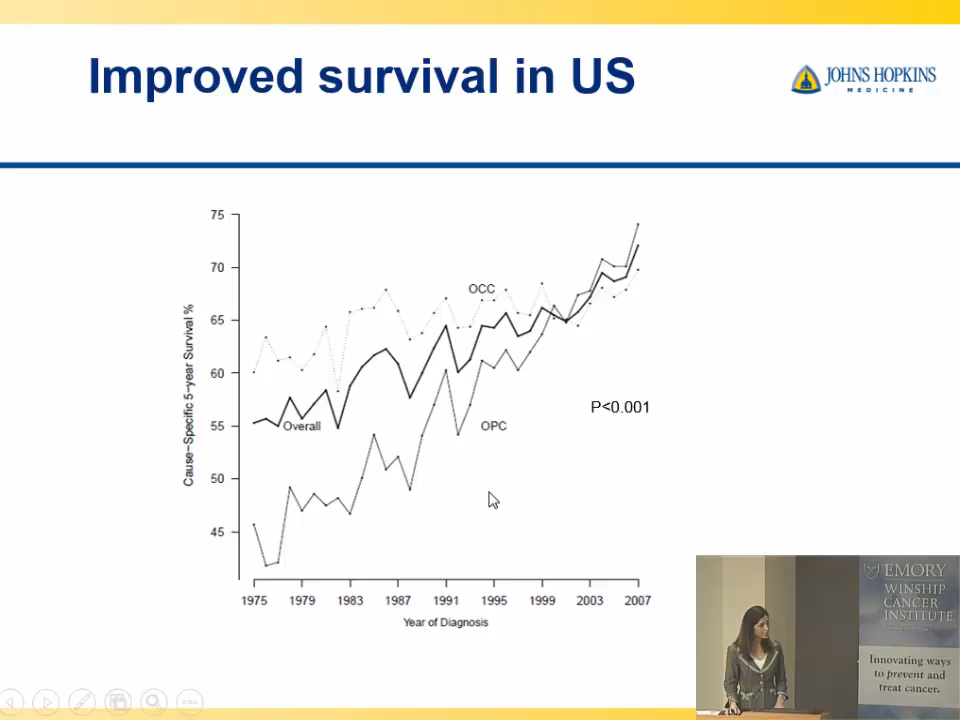 Improved survival in US
JOHNS HOPKINS
MEDICINE
75
70
65
60
55
50
45
Cause-Specific 5-year Survival %
OCC
Overall
OPC
P<0.001
1975 1979 1983 1987 1991 1995 1999 2003 2007
Year of Diagnosis
EMORY
WINSHIP
CANCER
INSTITUTE
Innovating ways
to prevent and
treat cancer.